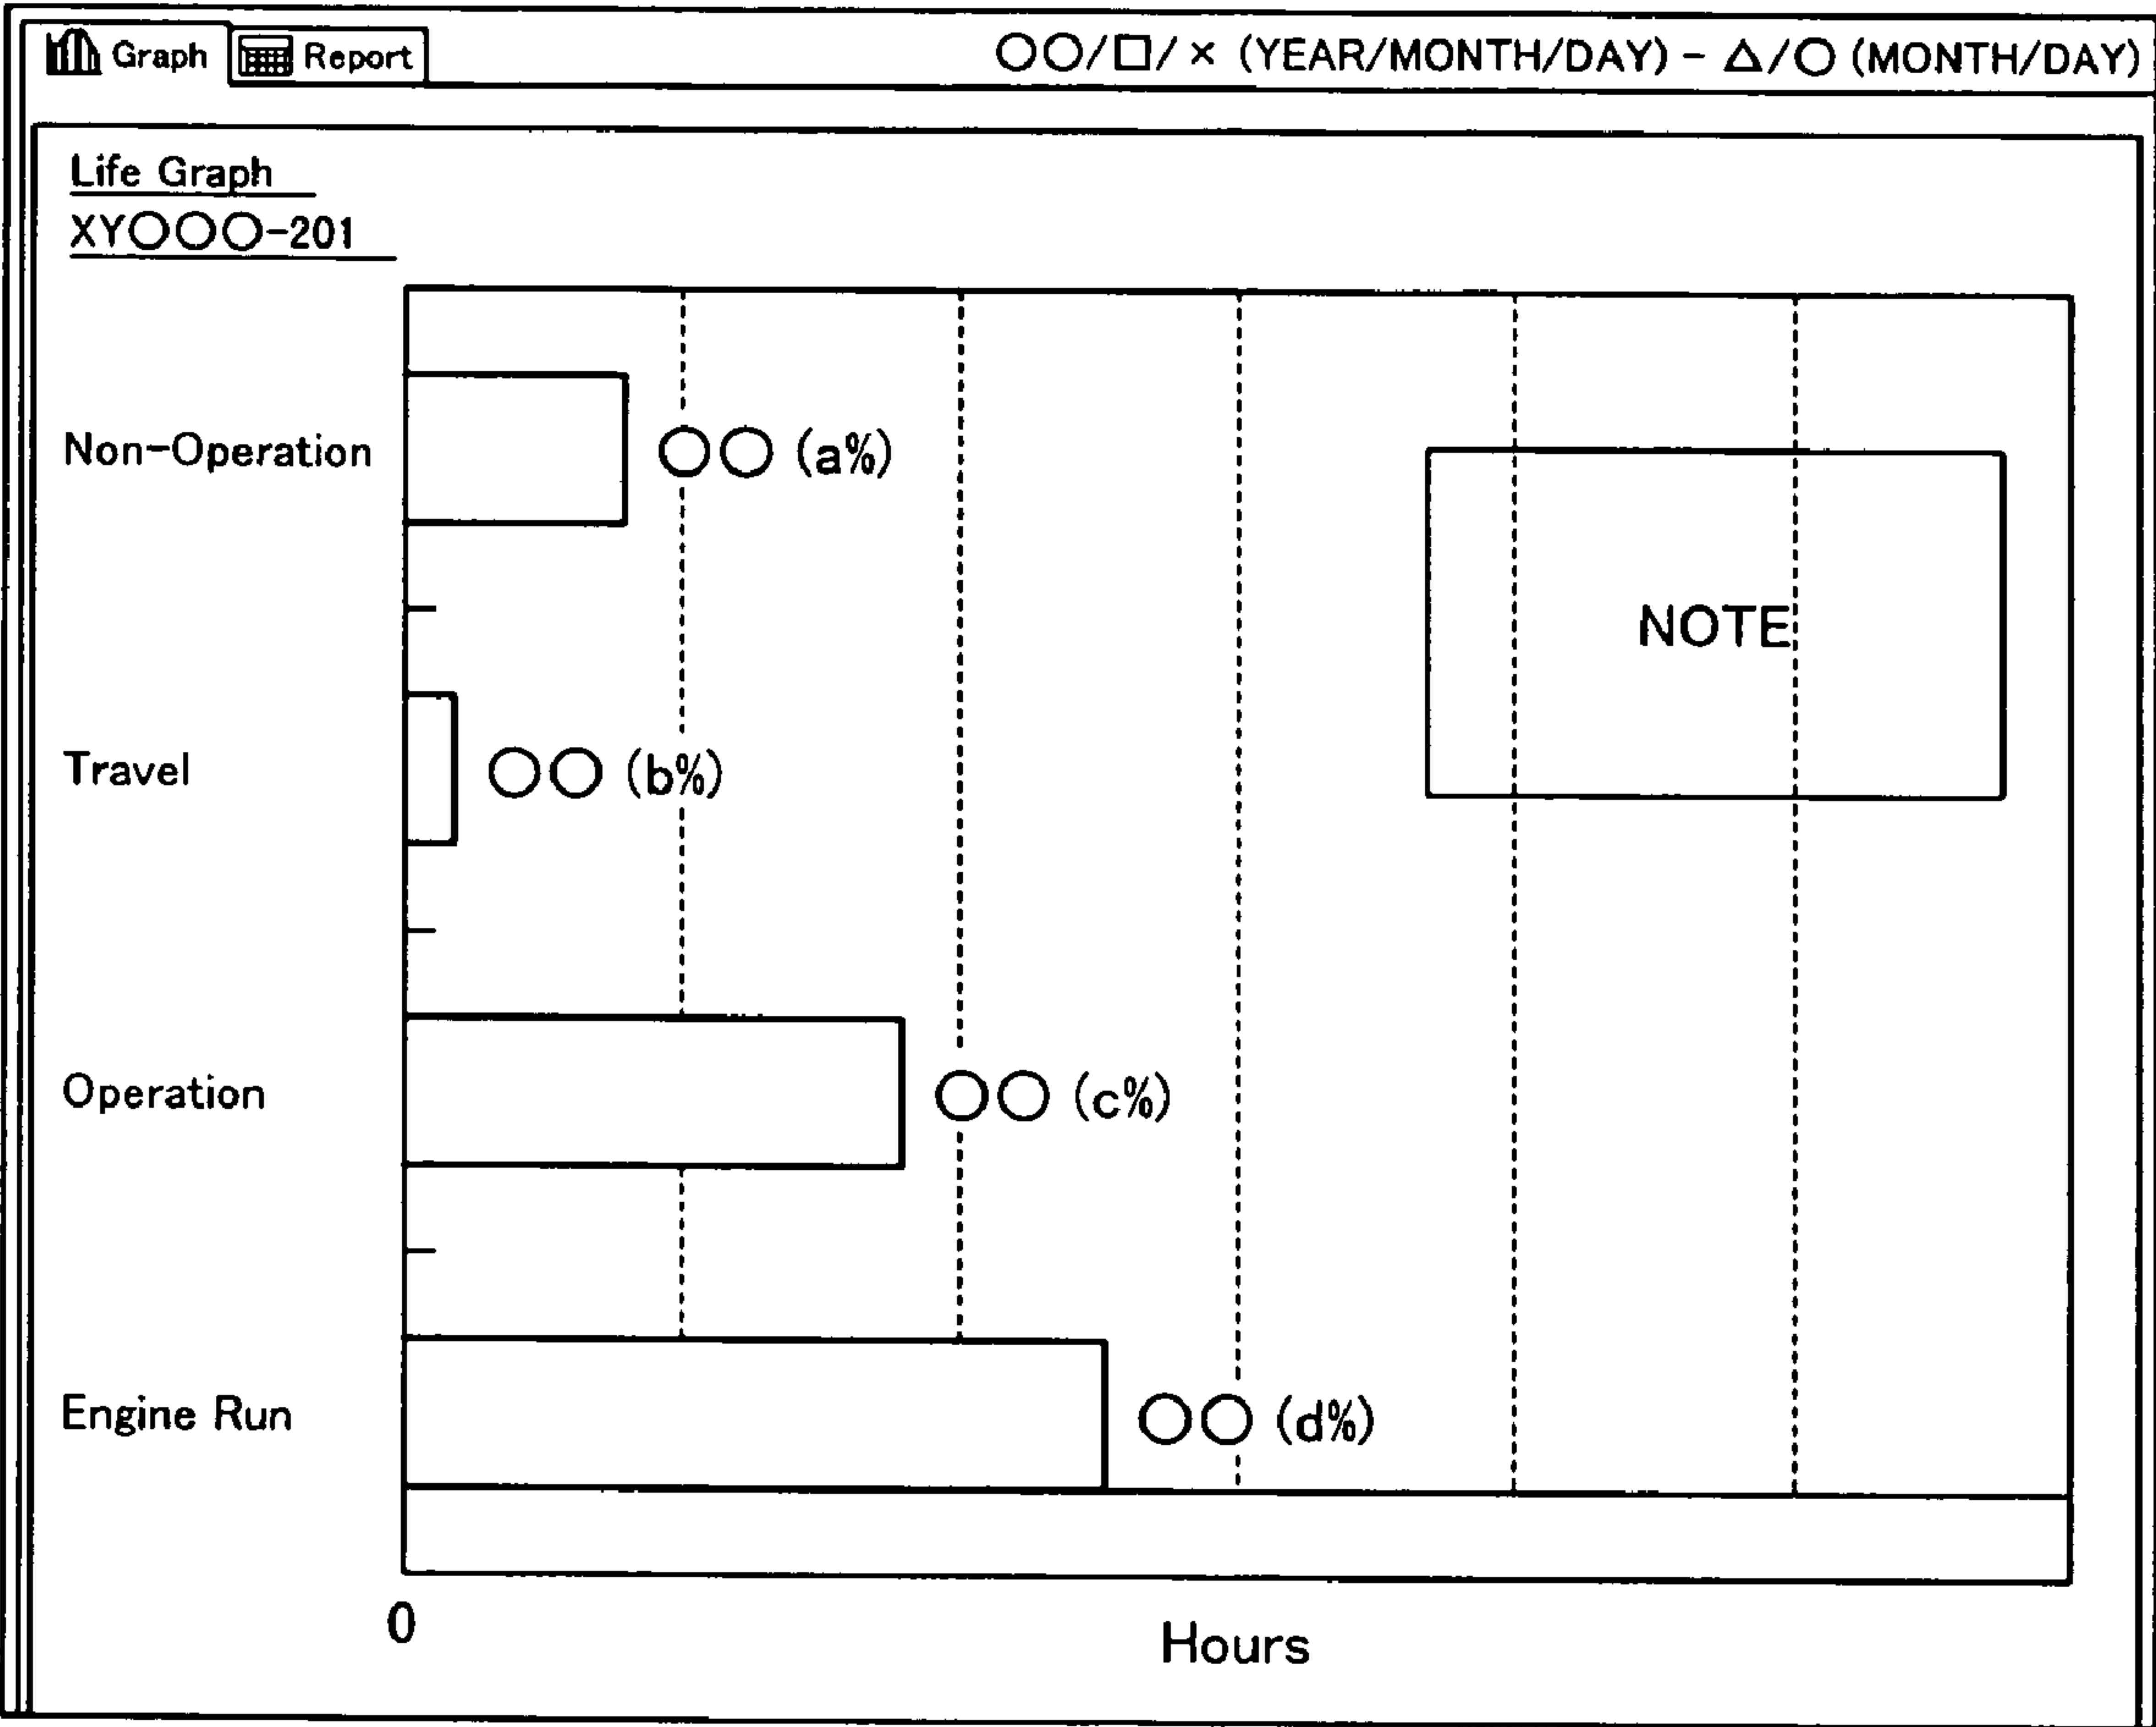 Graph Report ○○/□/× (YEAR/MONTH/DAY) - △/○ (MONTH/DAY)
Life Graph
XY○○○-201
Non-Operation ○○ (a%)
NOTE
Travel ○○ (b%)
Operation ○○ (c%)
Engine Run ○○ (d%)
0
Hours